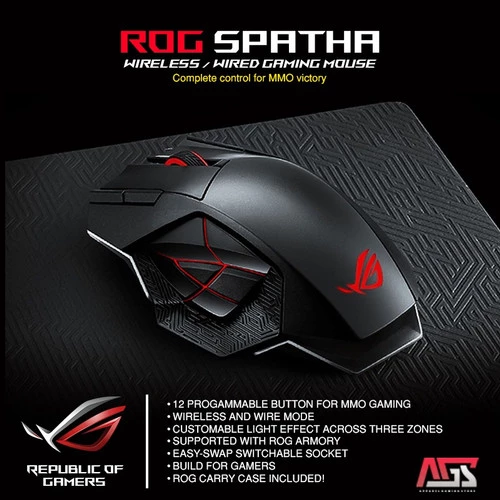 ROG SPATHA
WIRELESS / WIRED GAMING MOUSE
Complete control for MMO victory
• 12 PROGAMMABLE BUTTON FOR MMO GAMING
• WIRELESS AND WIRE MODE
• CUSTOMABLE LIGHT EFFECT ACROSS THREE ZONES
• SUPPORTED WITH ROG ARMORY
• EASY-SWAP SWITCHABLE SOCKET
• BUILD FOR GAMERS
• ROG CARRY CASE INCLUDED!
REPUBLIC OF
GAMERS
AGS